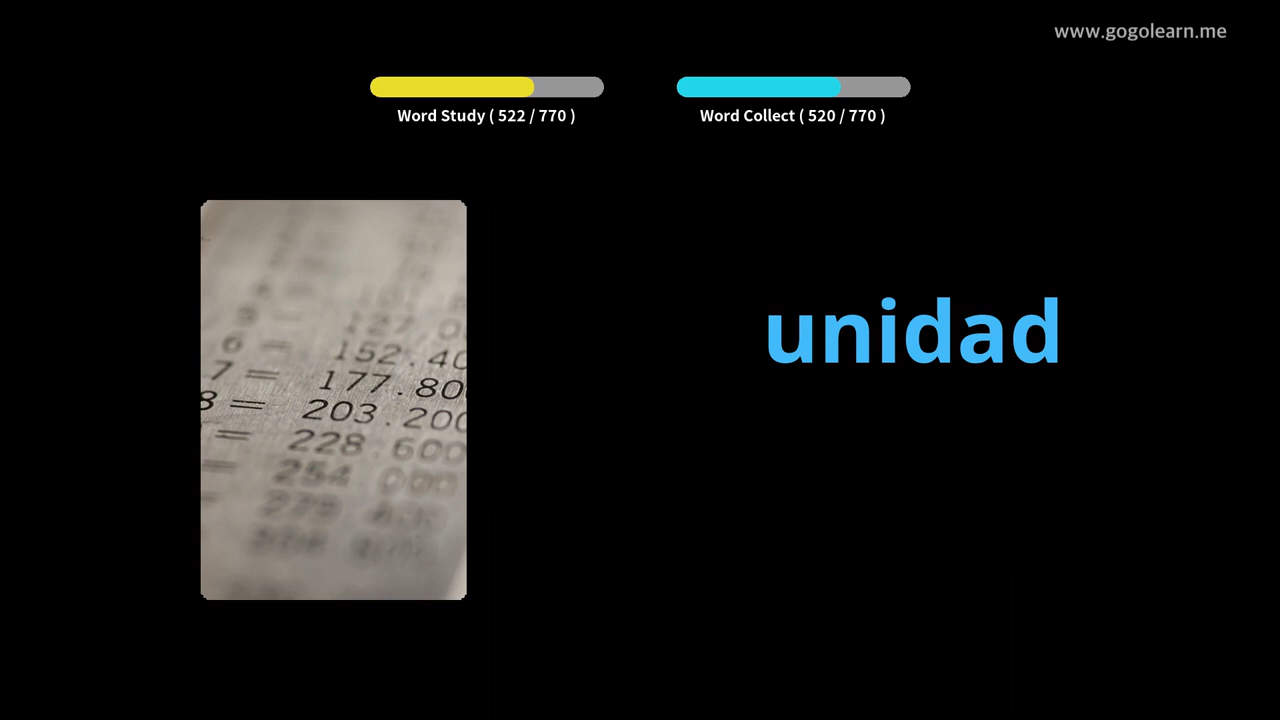 www.gogolearn.me
Word Study ( 522 / 770 )
Word Collect ( 520 / 770 )
unidad
6 = 152.40
7 = 177.80
8 = 203.200
= 228.600
= 254 000